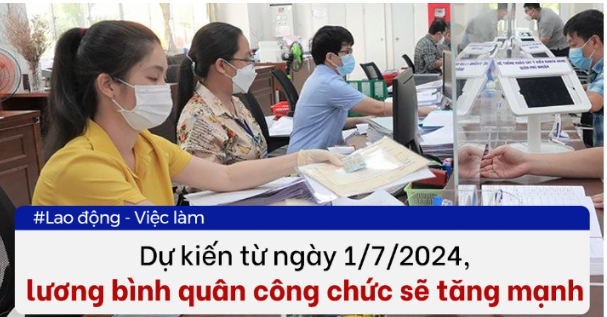 #Lao động - Việc làm
Dự kiến từ ngày 1/7/2024,
lương bình quân công chức sẽ tăng mạnh